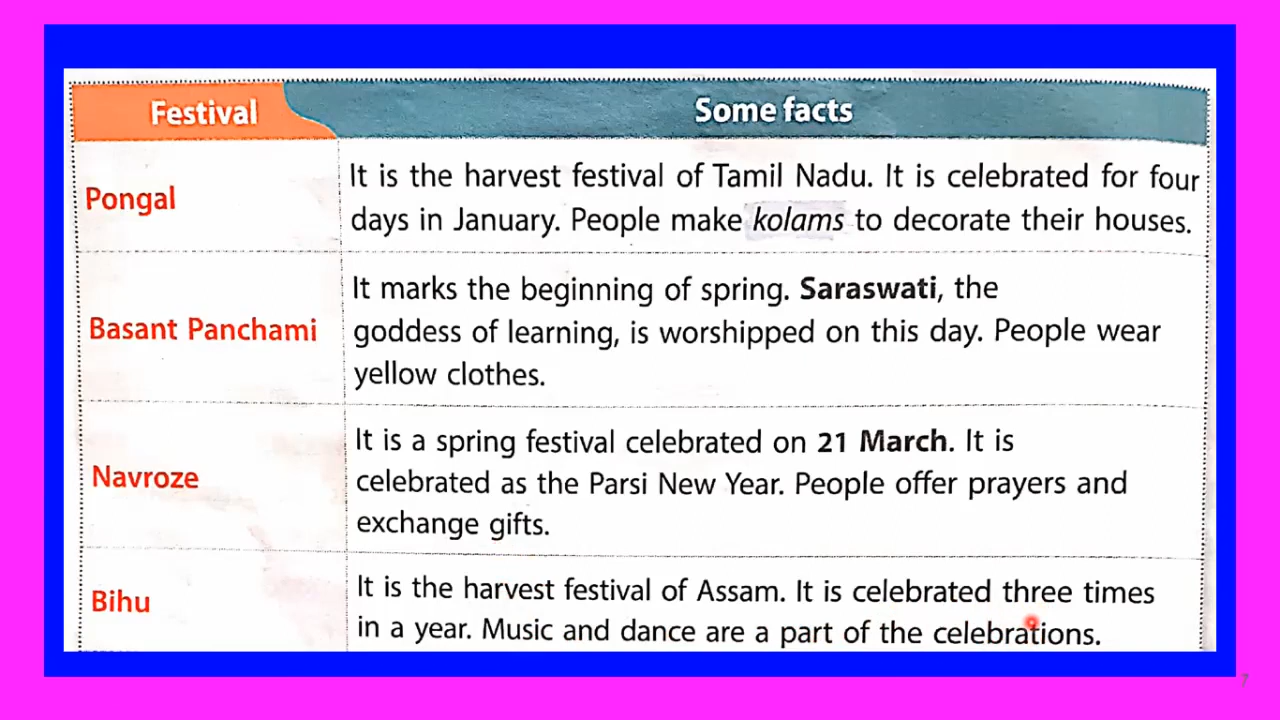 Festival
Some facts
Pongal
It is the harvest festival of Tamil Nadu. It is celebrated for four
days in January. People make kolams to decorate their houses.
Basant Panchami
It marks the beginning of spring. Saraswati, the
goddess of learning, is worshipped on this day. People wear
yellow clothes.
Navroze
It is a spring festival celebrated on 21 March. It is
celebrated as the Parsi New Year. People offer prayers and
exchange gifts.
Bihu
It is the harvest festival of Assam. It is celebrated three times
in a year. Music and dance are a part of the celebrations.
7